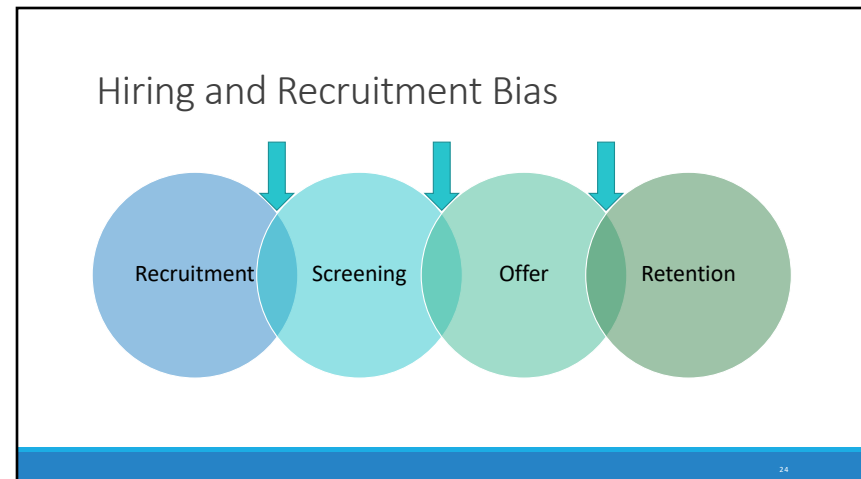 Hiring and Recruitment Bias
Recruitment
Screening
Offer
Retention
24